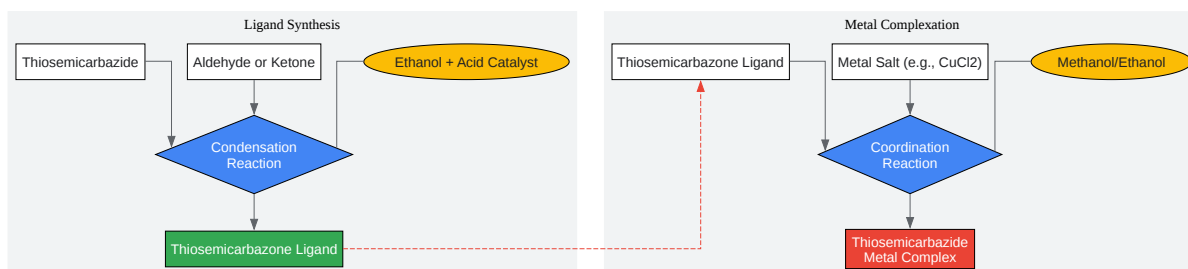 Ligand Synthesis
Thiosemicarbazide
Aldehyde or Ketone
Ethanol + Acid Catalyst
Condensation
Reaction
Thiosemicarbazone Ligand
Metal Complexation
Thiosemicarbazone Ligand
Metal Salt (e.g., CuCl2)
Methanol/Ethanol
Coordination
Reaction
Thiosemicarbazide
Metal Complex